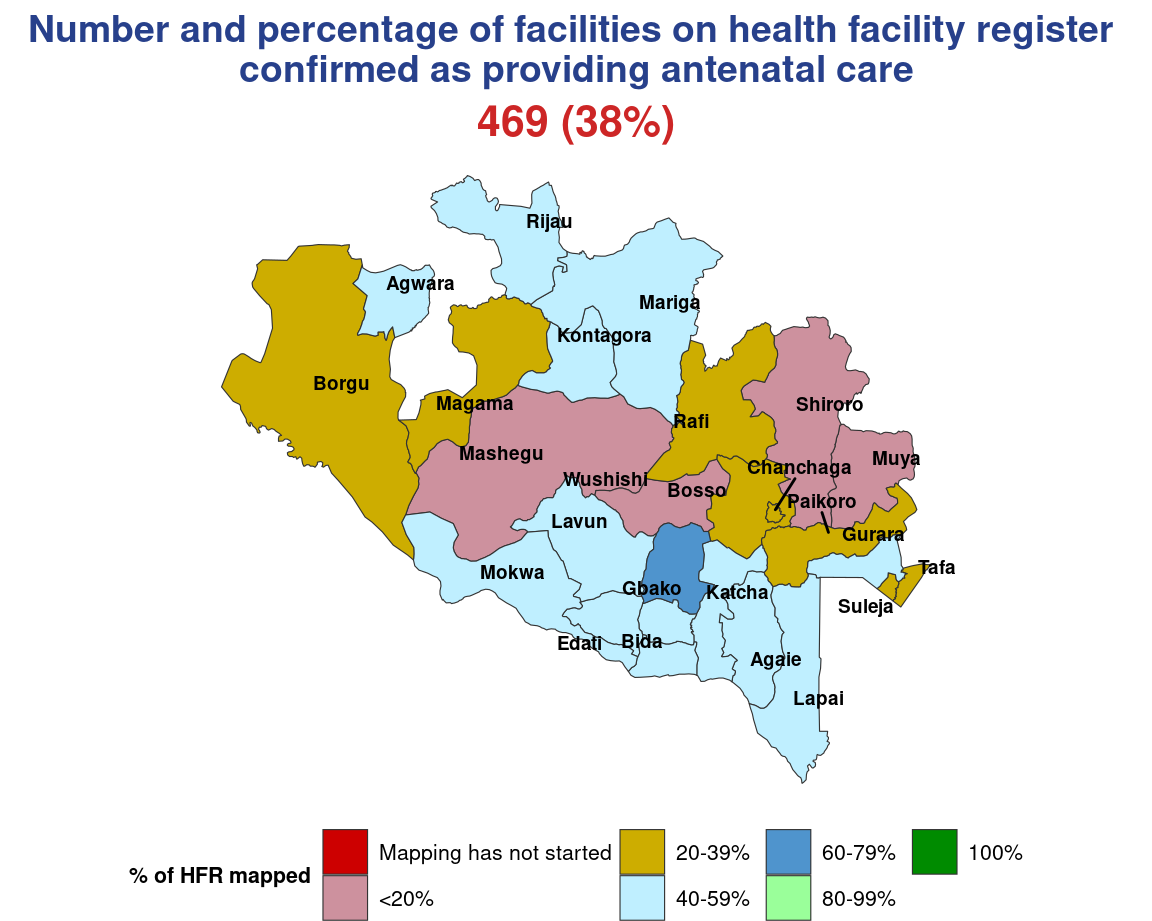 Number and percentage of facilities on health facility register
confirmed as providing antenatal care
469 (38%)
Rijau
Agwara
Mariga
Kontagora
Borgu
Magama
Shiroro
Rafi
Mashegu
Muya
Chanchaga
Wushishi
Bosso
Paikoro
Lavun
Gurara
Tafa
Mokwa
Gbako
Katcha
Suleja
Edati
Bida
Agaie
Lapai
% of HFR mapped
Mapping has not started
20-39%
60-79%
100%
<20%
40-59%
80-99%